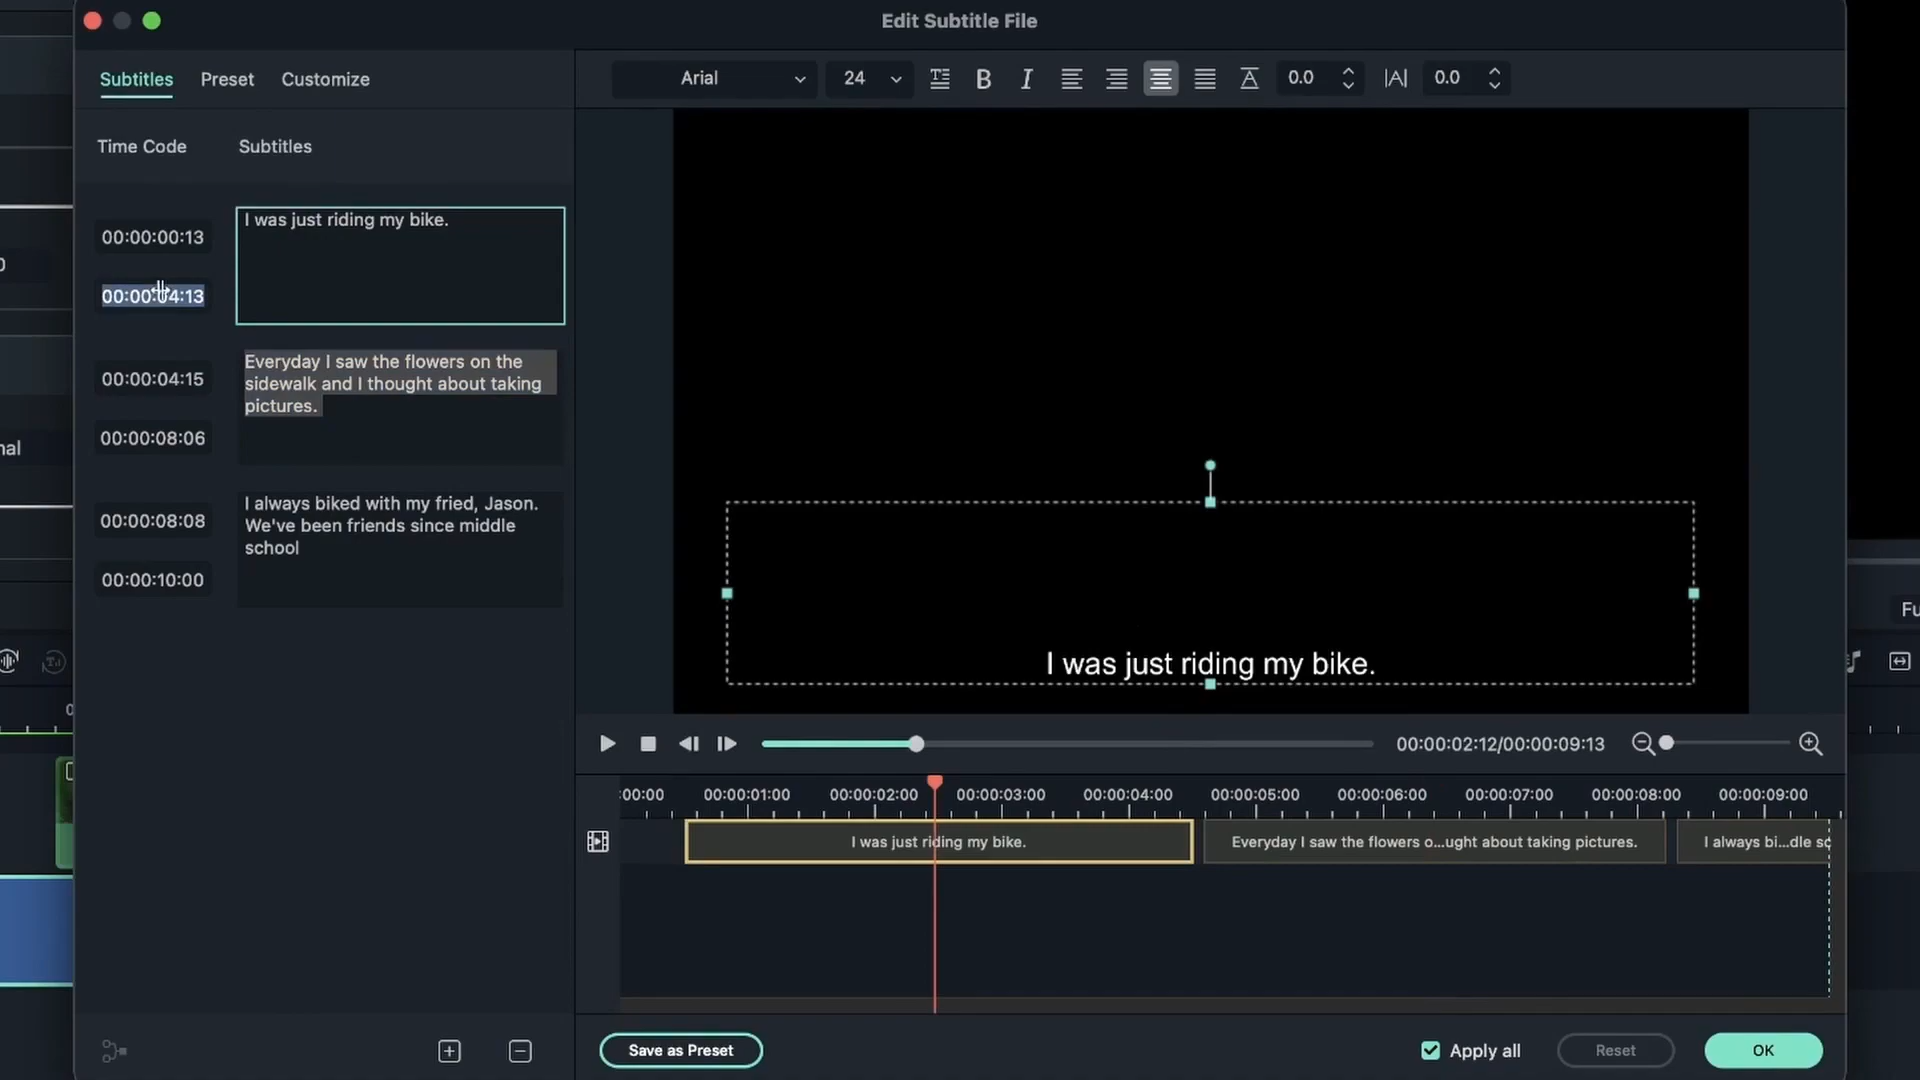 Edit Subtitle File
Subtitles Preset Customize
Arial 24 B I 0.0 |A| 0.0
Time Code Subtitles
00:00:00:13
00:00:04:13
I was just riding my bike.
00:00:04:15
00:00:08:06
Everyday I saw the flowers on the
sidewalk and I thought about taking
pictures.
00:00:08:08
00:00:10:00
I always biked with my fried, Jason.
We've been friends since middle
school
I was just riding my bike.
00:00:02:12/00:00:09:13
:00:00 00:00:01:00 00:00:02:00 00:00:03:00 00:00:04:00 00:00:05:00 00:00:06:00 00:00:07:00 00:00:08:00 00:00:09:00
I was just riding my bike. Everyday I saw the flowers o...ught about taking pictures. I always bi...dle sc
Save as Preset Apply all Reset OK
nal
Fu